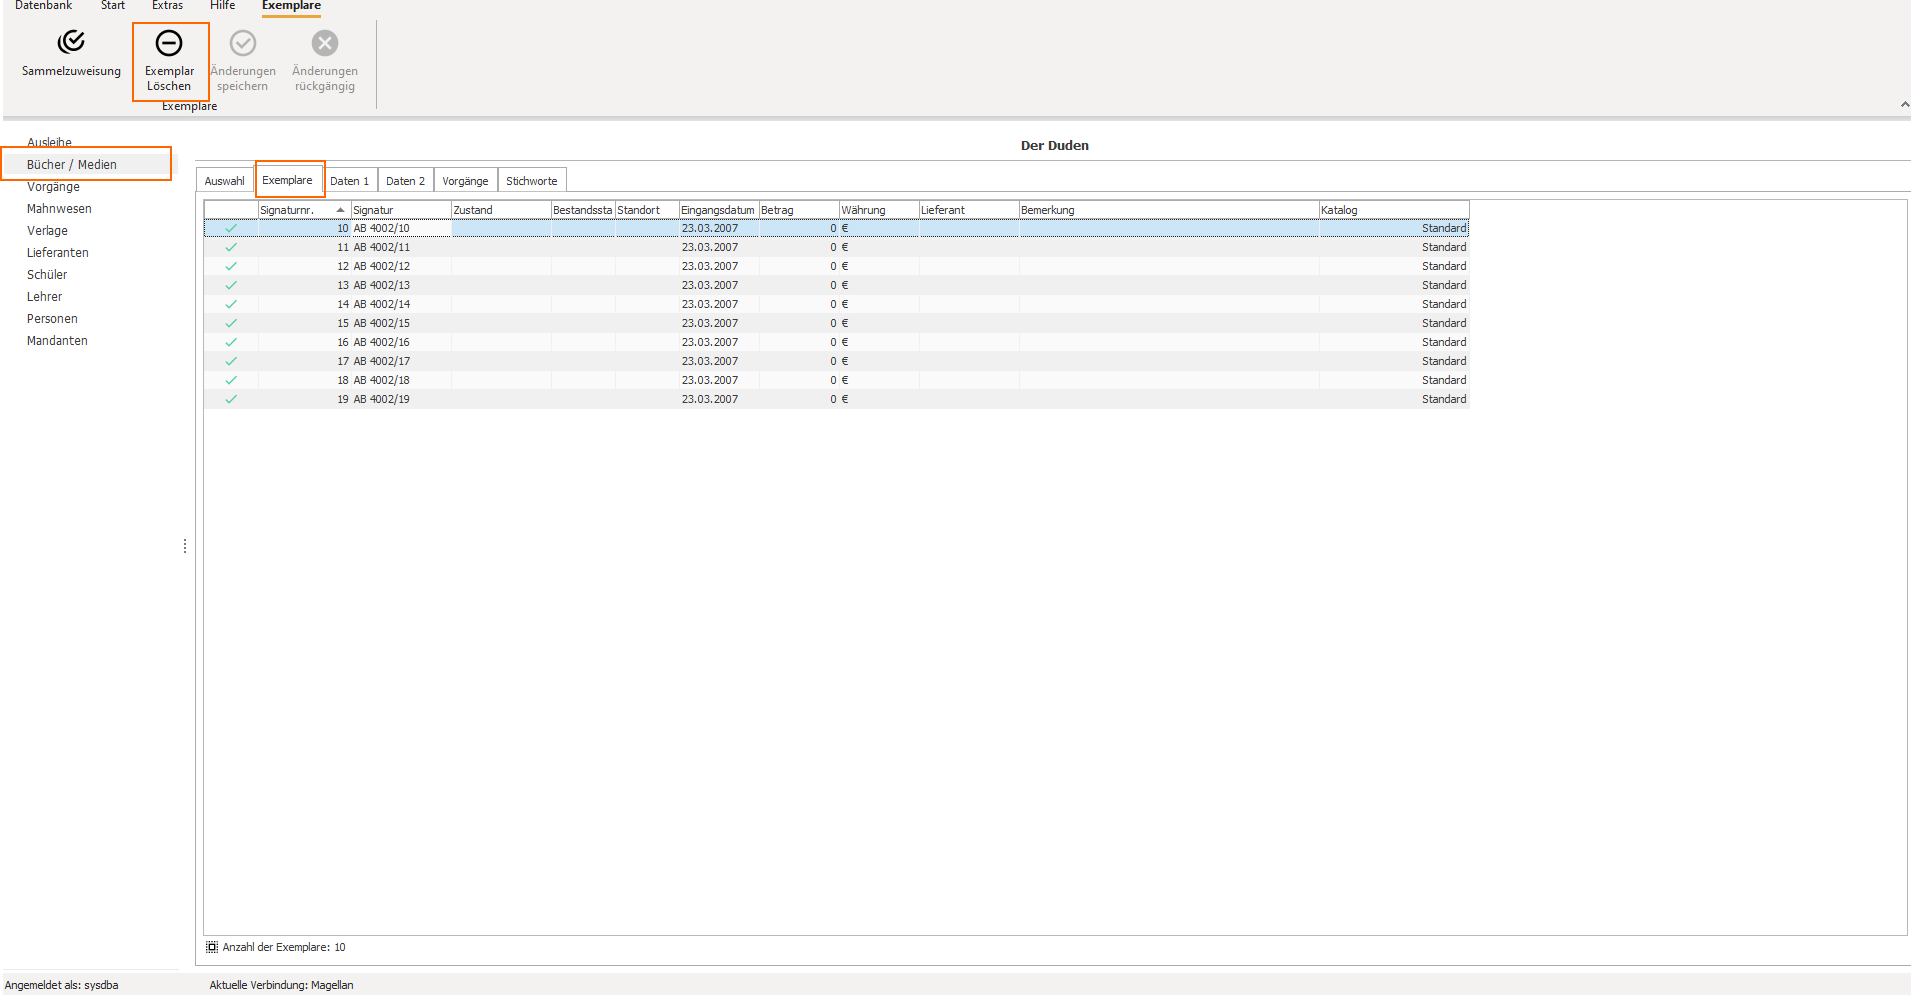 Datenbank Start Extras Hilfe Exemplare
Sammelzuweisung
Exemplar
Löschen
Änderungen
speichern
Änderungen
rückgängig
Exemplare
Ausleihe
Bücher / Medien
Vorgänge
Mahnwesen
Verlage
Lieferanten
Schüler
Lehrer
Personen
Mandanten
Der Duden
Auswahl Exemplare Daten 1 Daten 2 Vorgänge Stichworte
Signaturnr. Signatur Zustand Bestandssta Standort Eingangsdatum Betrag Währung Lieferant Bemerkung Katalog
10 AB 4002/10 23.03.2007 0 € Standard
11 AB 4002/11 23.03.2007 0 € Standard
12 AB 4002/12 23.03.2007 0 € Standard
13 AB 4002/13 23.03.2007 0 € Standard
14 AB 4002/14 23.03.2007 0 € Standard
15 AB 4002/15 23.03.2007 0 € Standard
16 AB 4002/16 23.03.2007 0 € Standard
17 AB 4002/17 23.03.2007 0 € Standard
18 AB 4002/18 23.03.2007 0 € Standard
19 AB 4002/19 23.03.2007 0 € Standard
Anzahl der Exemplare: 10
Angemeldet als: sysdba Aktuelle Verbindung: Magellan